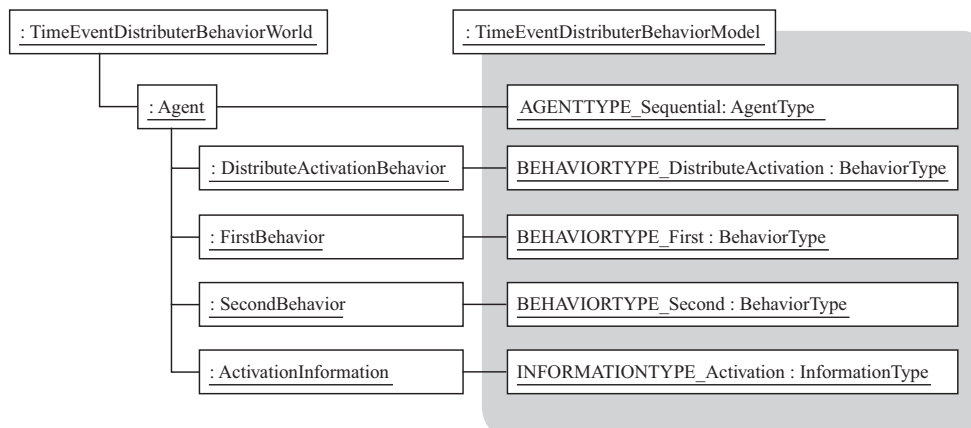 : TimeEventDistributerBehaviorWorld
: TimeEventDistributerBehaviorModel
: Agent
AGENTTYPE_Sequential: AgentType
: DistributeActivationBehavior
BEHAVIORTYPE_DistributeActivation : BehaviorType
: FirstBehavior
BEHAVIORTYPE_First : BehaviorType
: SecondBehavior
BEHAVIORTYPE_Second : BehaviorType
: ActivationInformation
INFORMATIONTYPE_Activation : InformationType